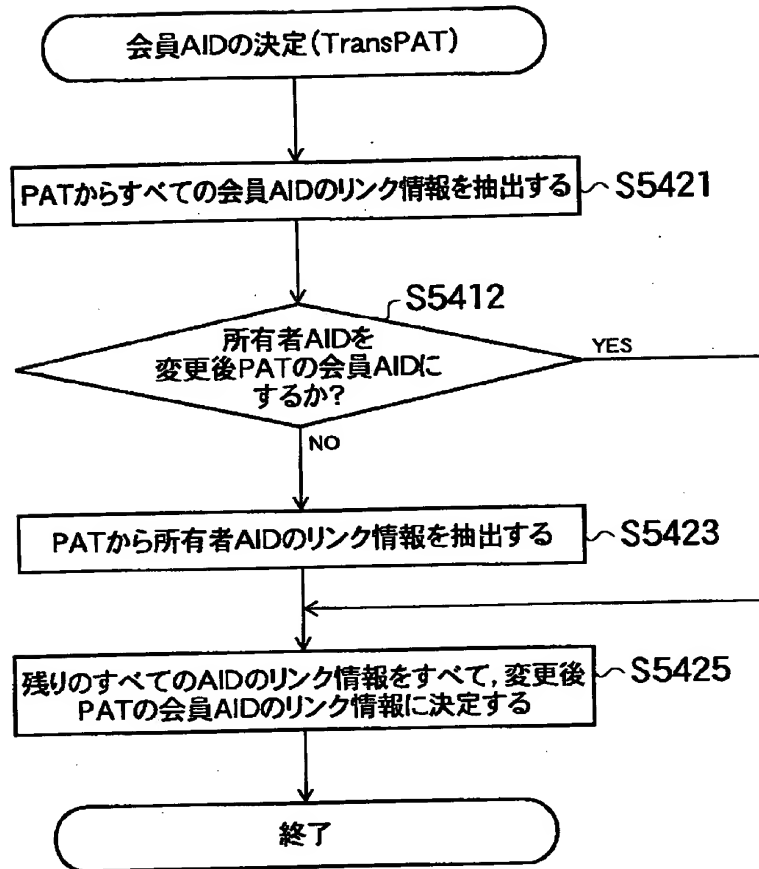 会員AIDの決定(TransPAT)
PATからすべての会員AIDのリンク情報を抽出する
S5421
S5412
所有者AIDを
変更後PATの会員AIDに
するか?
YES
NO
PATから所有者AIDのリンク情報を抽出する
S5423
残りのすべてのAIDのリンク情報をすべて,変更後
PATの会員AIDのリンク情報に決定する
S5425
終了